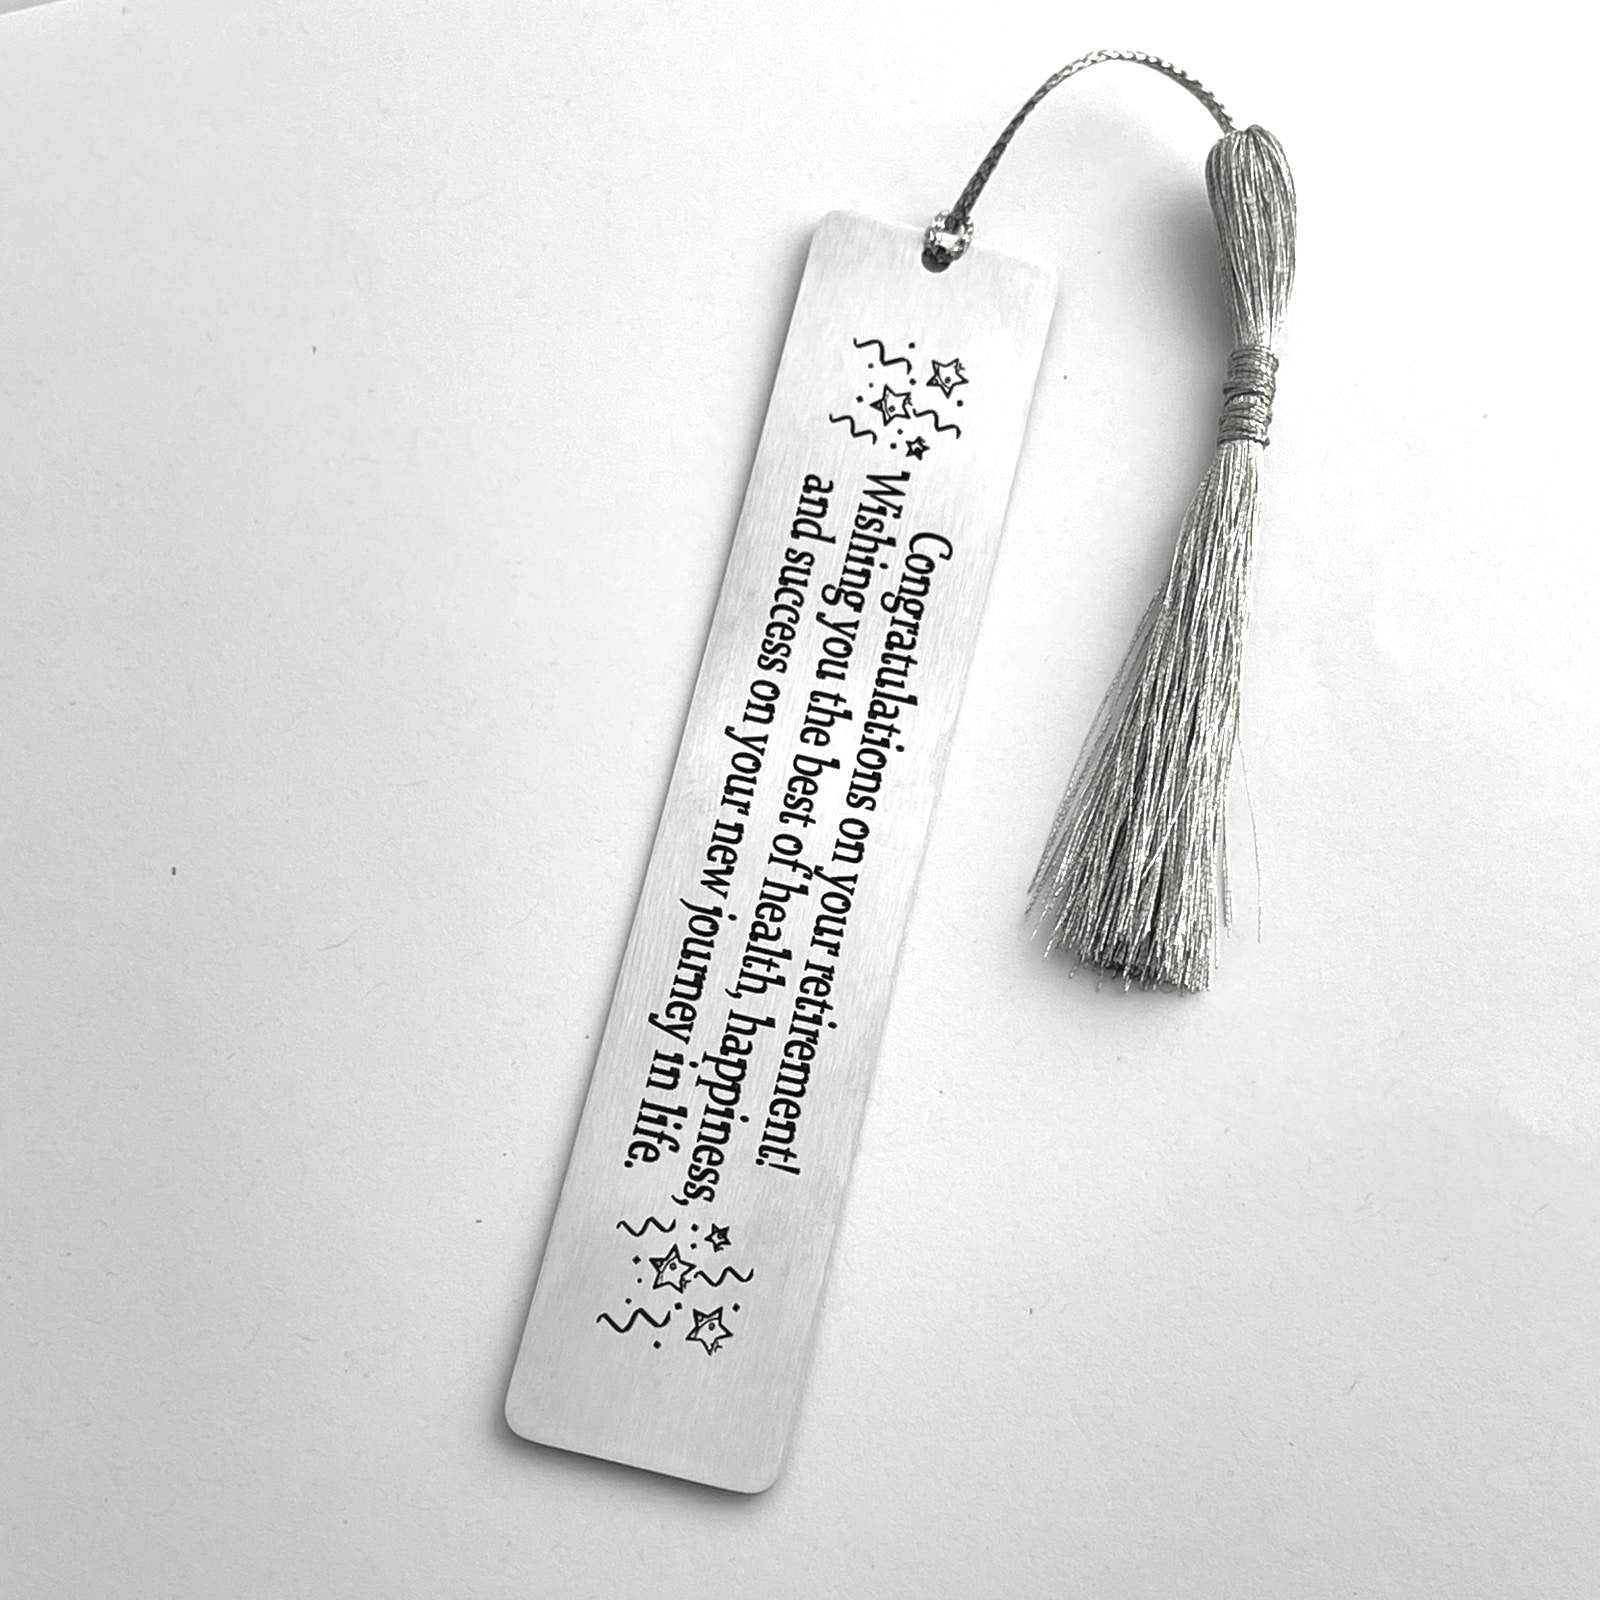 Congratulations on your retirement!
Wishing you the best of health, happiness,
and success on your new journey in life.